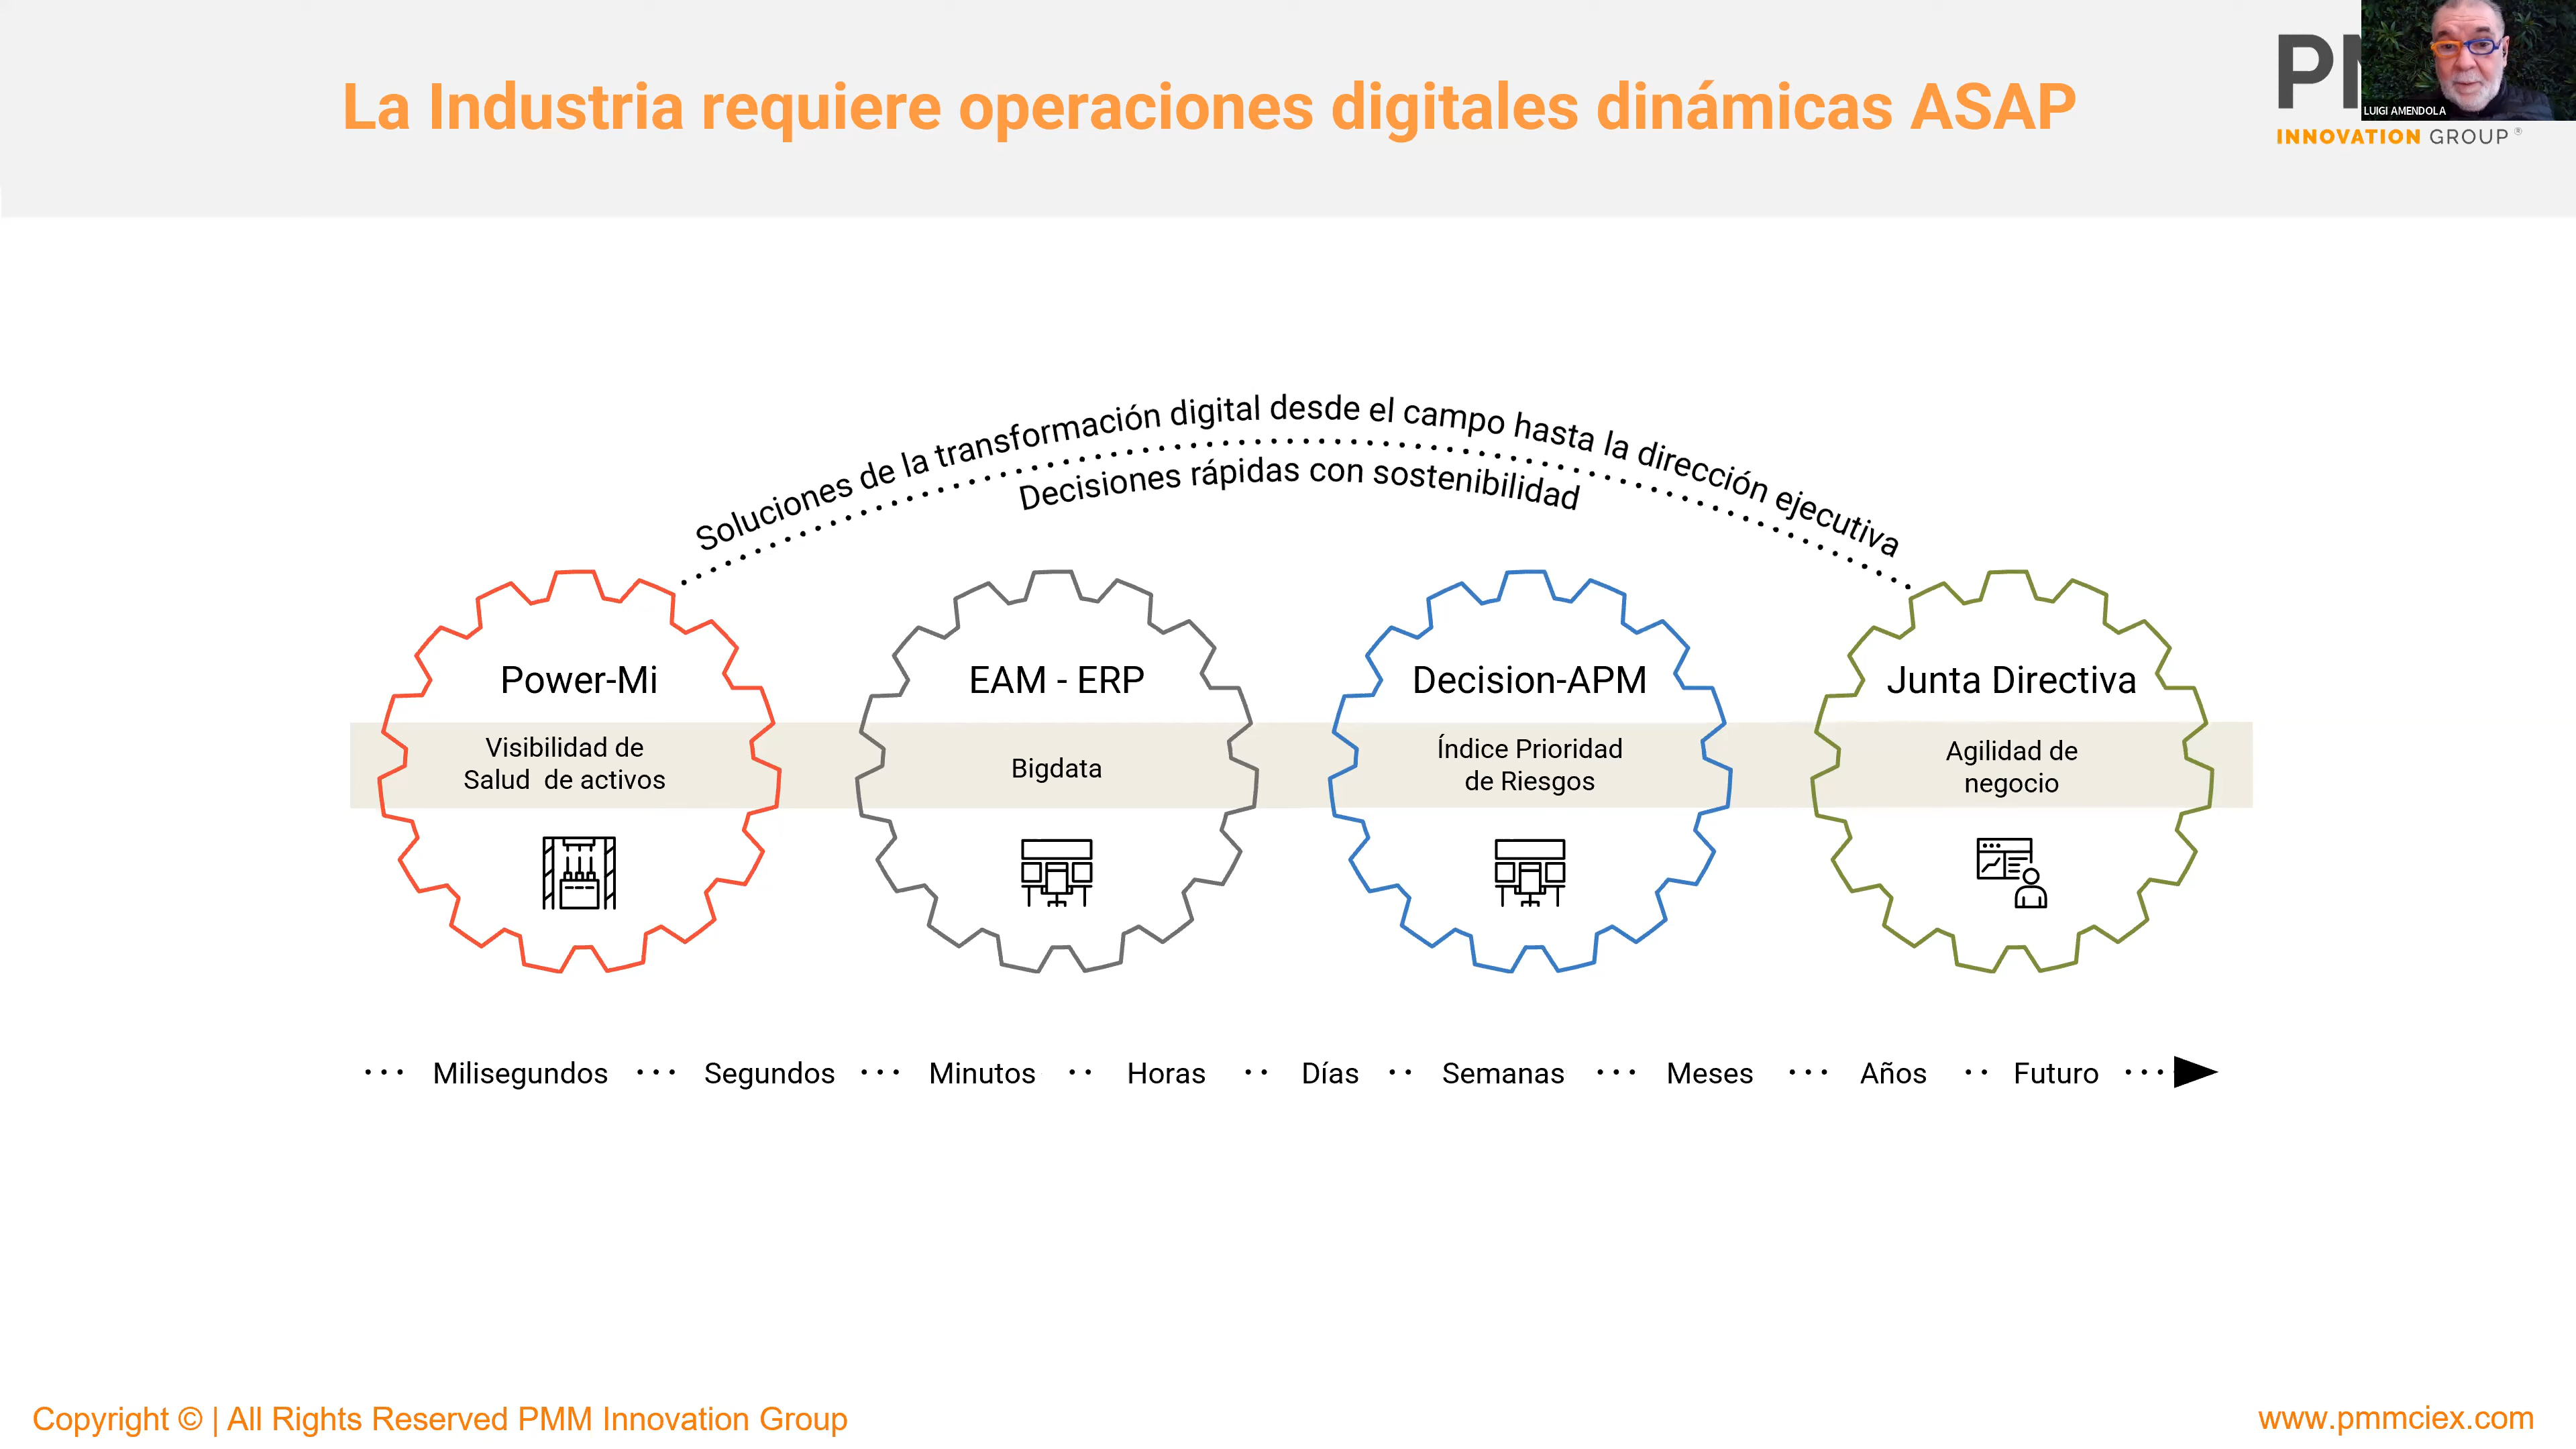 La Industria requiere operaciones digitales dinámicas ASAP
LUIGI AMENDOLA
INNOVATION GROUP ®
Soluciones de la transformación digital desde el campo hasta la dirección ejecutiva
Decisiones rápidas con sostenibilidad
Power-Mi
Visibilidad de
Salud de activos
EAM - ERP
Bigdata
Decision-APM
Índice Prioridad
de Riesgos
Junta Directiva
Agilidad de
negocio
Milisegundos ... Segundos ... Minutos .. Horas .. Días .. Semanas ... Meses ... Años .. Futuro
Copyright © | All Rights Reserved PMM Innovation Group
www.pmmciex.com